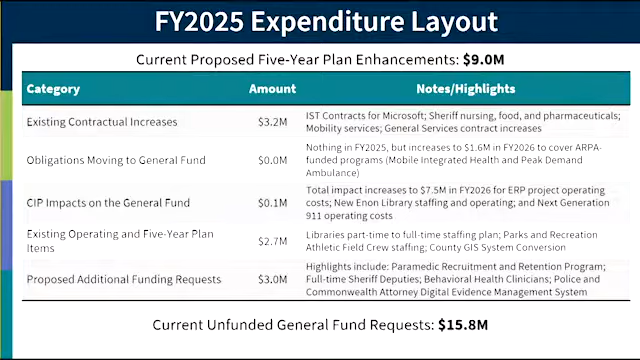 FY2025 Expenditure Layout
Current Proposed Five-Year Plan Enhancements: $9.0M
Category Amount Notes/Highlights
Existing Contractual Increases $3.2M IST Contracts for Microsoft; Sheriff nursing, food, and pharmaceuticals;
Mobility services; General Services contract increases
Obligations Moving to General Fund $0.0M Nothing in FY2025, but increases to $1.6M in FY2026 to cover ARPA-
funded programs (Mobile Integrated Health and Peak Demand
Ambulance)
CIP Impacts on the General Fund $0.1M Total impact increases to $7.5M in FY2026 for ERP project operating
costs; New Enon Library staffing and operating; and Next Generation
911 operating costs
Existing Operating and Five-Year Plan
Items $2.7M Libraries part-time to full-time staffing plan; Parks and Recreation
Athletic Field Crew staffing; County GIS System Conversion
Proposed Additional Funding Requests $3.0M Highlights include: Paramedic Recruitment and Retention Program;
Full-time Sheriff Deputies; Behavioral Health Clinicians; Police and
Commonwealth Attorney Digital Evidence Management System
Current Unfunded General Fund Requests: $15.8M